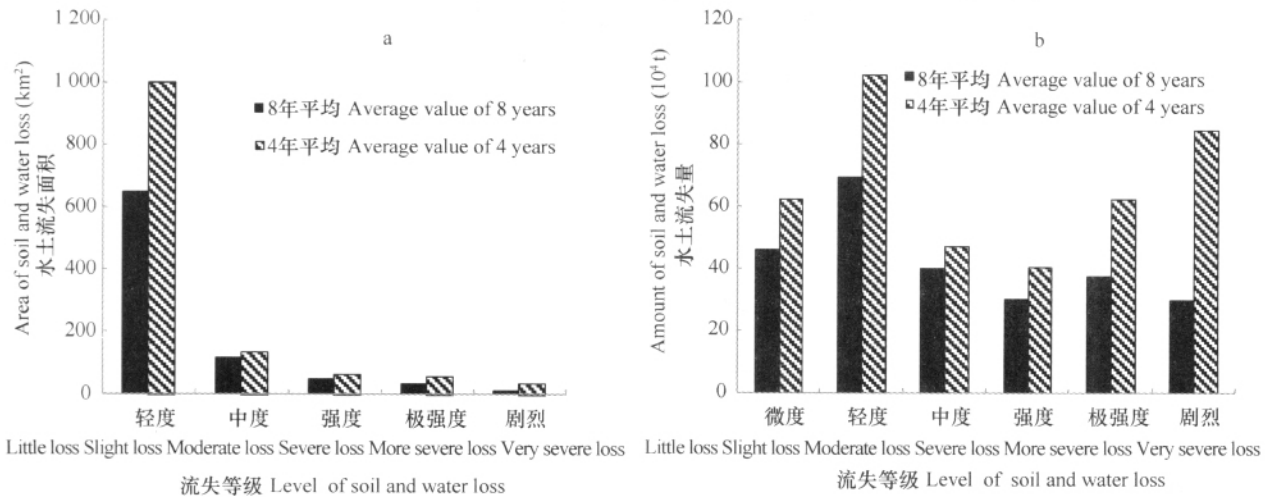 1 200
1 000
800
600
400
200
0
Area of soil and water loss (km²)
水土流失面积
a
8年平均 Average value of 8 years
4年平均 Average value of 4 years
轻度 中度 强度 极强度 剧烈
Little loss Slight loss Moderate loss Severe loss More severe loss Very severe loss
流失等级 Level of soil and water loss
120
100
80
60
40
20
0
Amount of soil and water loss (10⁴ t)
水土流失量
b
8年平均 Average value of 8 years
4年平均 Average value of 4 years
微度 轻度 中度 强度 极强度 剧烈
Little loss Slight loss Moderate loss Severe loss More severe loss Very severe loss
流失等级 Level of soil and water loss